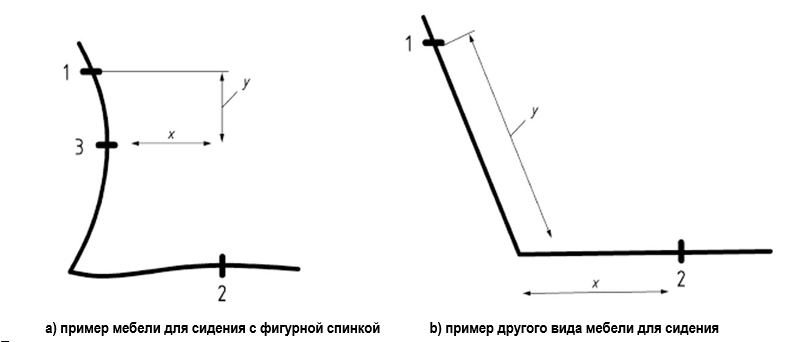 1
y
1
3
x
y
2
x
2
a) пример мебели для сидения с фигурной спинкой
b) пример другого вида мебели для сидения